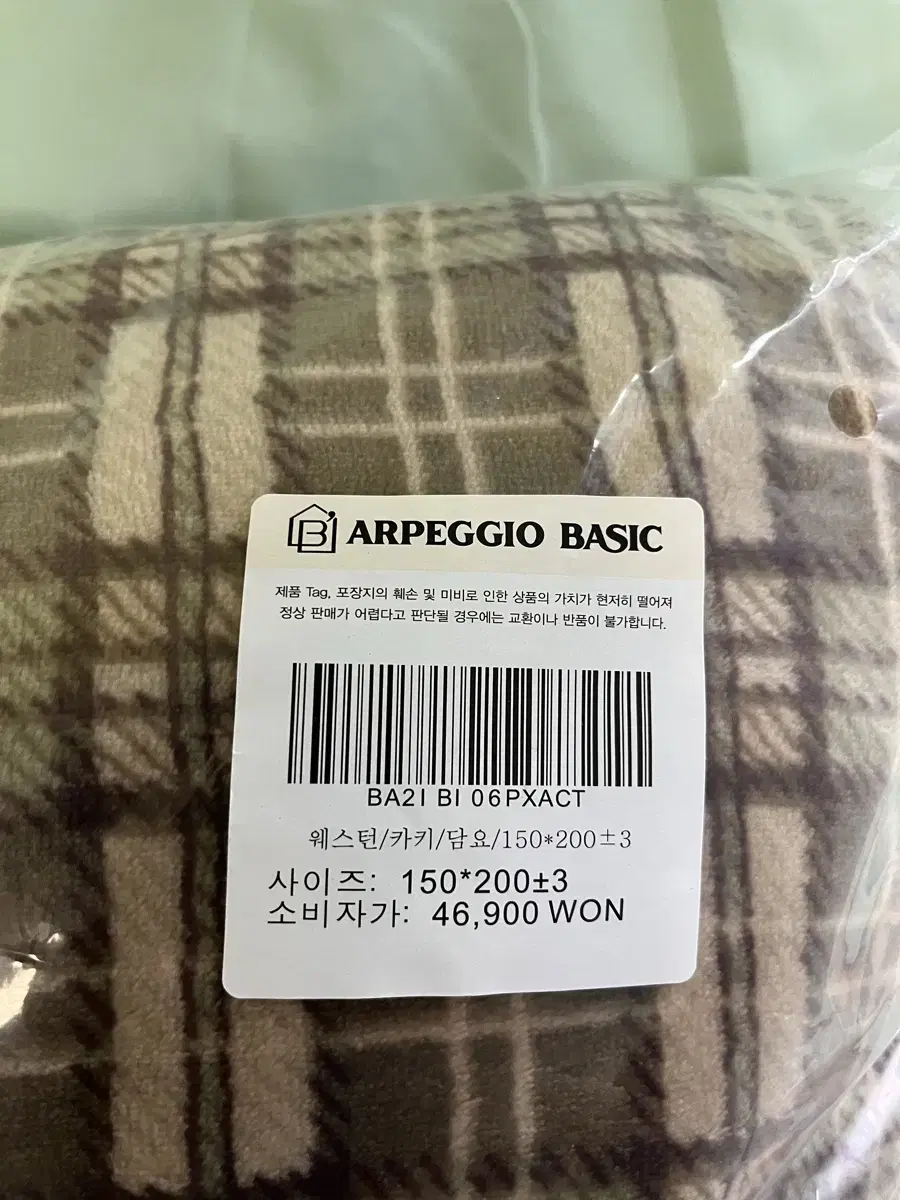 B' ARPEGGIO BASIC
제품 Tag, 포장지의 훼손 및 미비로 인한 상품의 가치가 현저히 떨어져
정상 판매가 어렵다고 판단될 경우에는 교환이나 반품이 불가합니다.
BA2I BI 06PXACT
웨스턴/카키/담요/150*200±3
사이즈: 150*200±3
소비자가: 46,900 WON